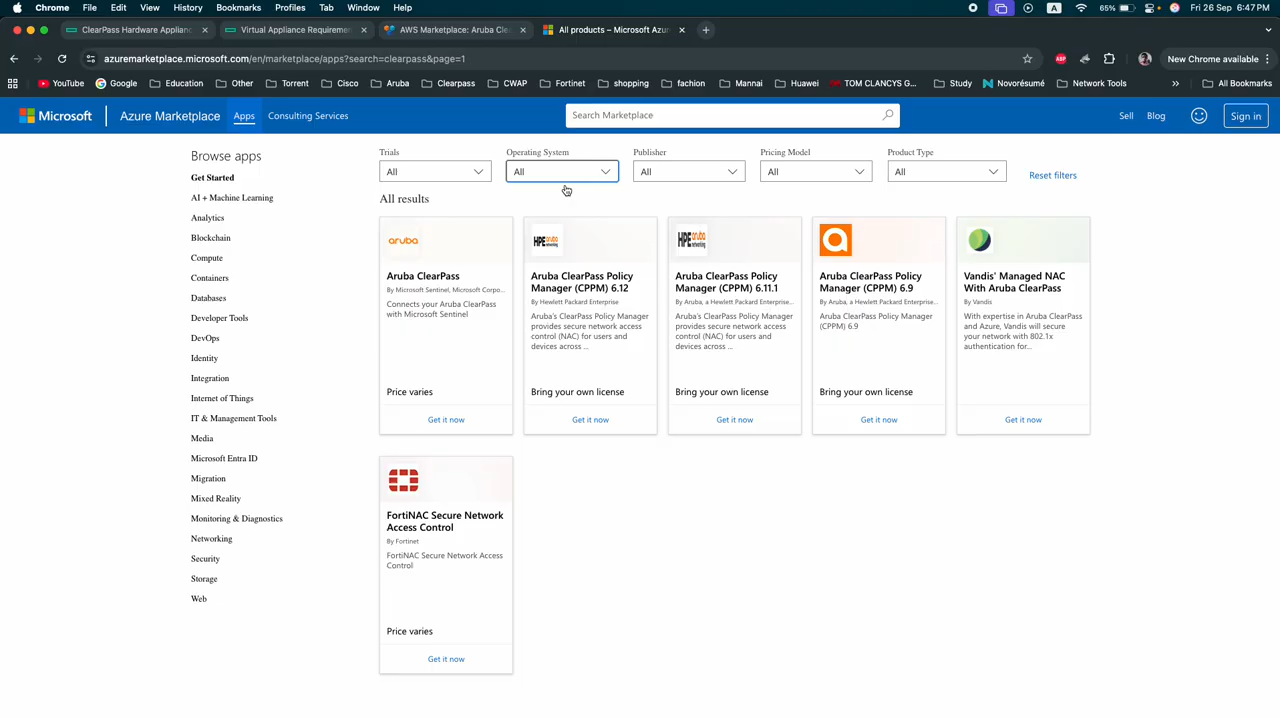 Chrome File Edit View History Bookmarks Profiles Tab Window Help A 65% Fri 26 Sep 6:47 PM
ClearPass Hardware Applianc Virtual Appliance Requiremen AWS Marketplace: Aruba Cle All products – Microsoft Azur
azuremarketplace.microsoft.com/en/marketplace/apps?search=clearpass&page=1 ABP New Chrome available
YouTube Google Education Other Torrent Cisco Aruba Clearpass CWAP Fortinet shopping fachion Mannai Huawei TOM CLANCYS G... Study Novorésumé Network Tools All Bookmarks
Microsoft Azure Marketplace Apps Consulting Services Search Marketplace Sell Blog Sign in
Browse apps
Get Started
AI + Machine Learning
Analytics
Blockchain
Compute
Containers
Databases
Developer Tools
DevOps
Identity
Integration
Internet of Things
IT & Management Tools
Media
Microsoft Entra ID
Migration
Mixed Reality
Monitoring & Diagnostics
Networking
Security
Storage
Web
Trials Operating System Publisher Pricing Model Product Type
All All All All All Reset filters
All results
aruba
Aruba ClearPass
By Microsoft Sentinel, Microsoft Corpo...
Connects your Aruba ClearPass
with Microsoft Sentinel
Price varies
Get it now
HPE aruba networking
Aruba ClearPass Policy
Manager (CPPM) 6.12
By Hewlett Packard Enterprise
Aruba's ClearPass Policy Manager
provides secure network access
control (NAC) for users and
devices across ...
Bring your own license
Get it now
HPE aruba networking
Aruba ClearPass Policy
Manager (CPPM) 6.11.1
By Aruba, a Hewlett Packard Enterprise...
Aruba's ClearPass Policy Manager
provides secure network access
control (NAC) for users and
devices across ...
Bring your own license
Get it now
a
Aruba ClearPass Policy
Manager (CPPM) 6.9
By Aruba, a Hewlett Packard Enterprise...
Aruba ClearPass Policy Manager
(CPPM) 6.9
Bring your own license
Get it now
Vandis' Managed NAC
With Aruba ClearPass
By Vandis
With expertise in Aruba ClearPass
and Azure, Vandis will secure
your network with 802.1x
authentication for...
Get it now
FortiNAC Secure Network
Access Control
By Fortinet
FortiNAC Secure Network Access
Control
Price varies
Get it now